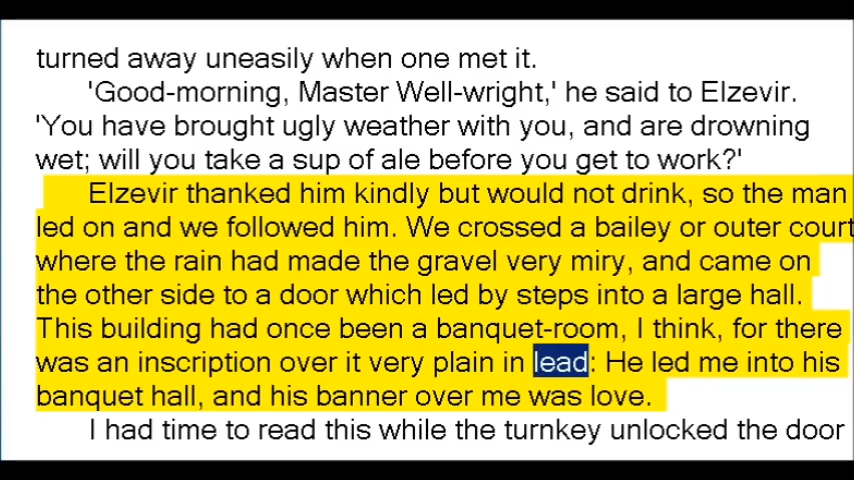 turned away uneasily when one met it.
'Good-morning, Master Well-wright,' he said to Elzevir.
'You have brought ugly weather with you, and are drowning
wet; will you take a sup of ale before you get to work?'
Elzevir thanked him kindly but would not drink, so the man
led on and we followed him. We crossed a bailey or outer court
where the rain had made the gravel very miry, and came on
the other side to a door which led by steps into a large hall.
This building had once been a banquet-room, I think, for there
was an inscription over it very plain in lead: He led me into his
banquet hall, and his banner over me was love.
I had time to read this while the turnkey unlocked the door